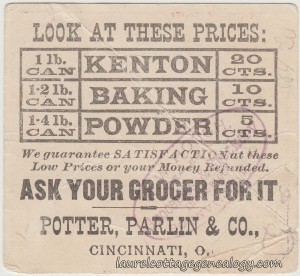 LOOK AT THESE PRICES:
1 lb. CAN KENTON 20 CTS.
1-2 lb. CAN BAKING 10 CTS.
1-4 lb. CAN POWDER 5 CTS.
We guarantee SATISFACTION at these
Low Prices or your Money Refunded.
ASK YOUR GROCER FOR IT
POTTER, PARLIN & CO.,
CINCINNATI, O.
laurelcottagegenealogy.com